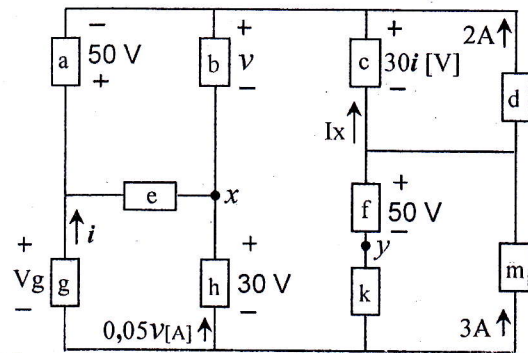 − + + 2A
a 50 V b v c 30i [V]
+ − − d
Ix
e x + f 50 V
i −
+ + y
Vg g h 30 V k m
− −
0,05v[A] 3A